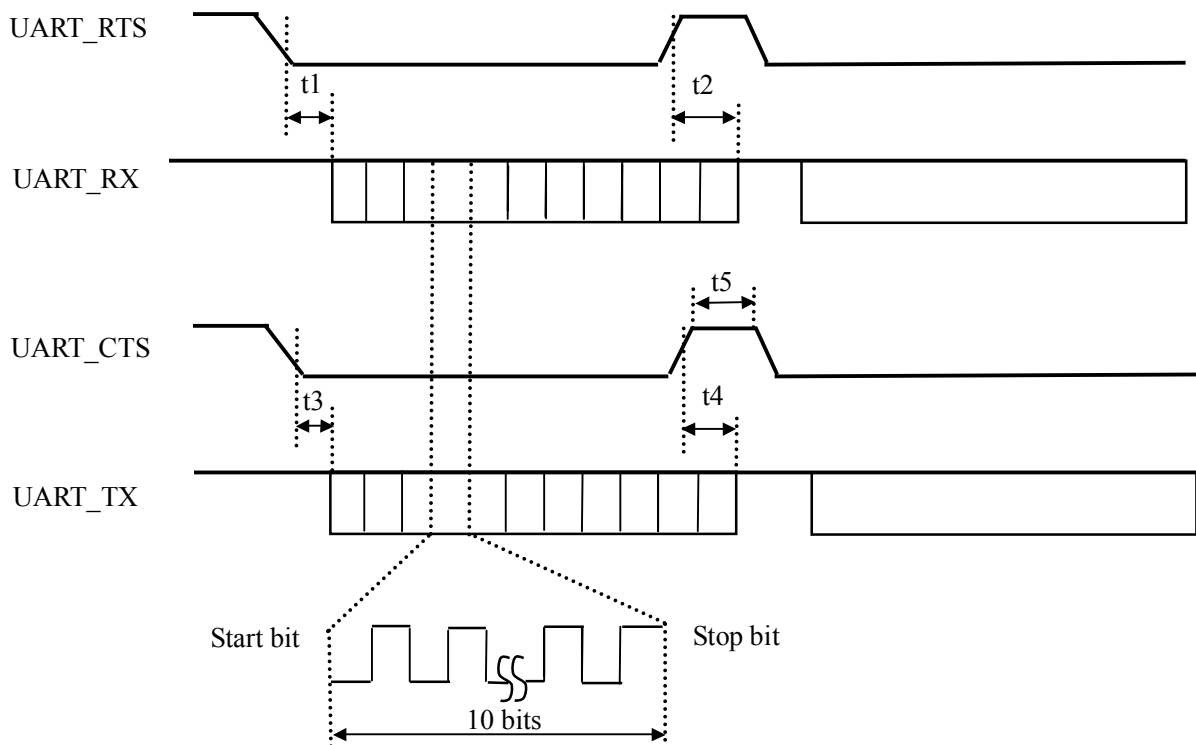 UART_RTS
t1
t2
UART_RX
t5
UART_CTS
t3
t4
UART_TX
Start bit
Stop bit
10 bits